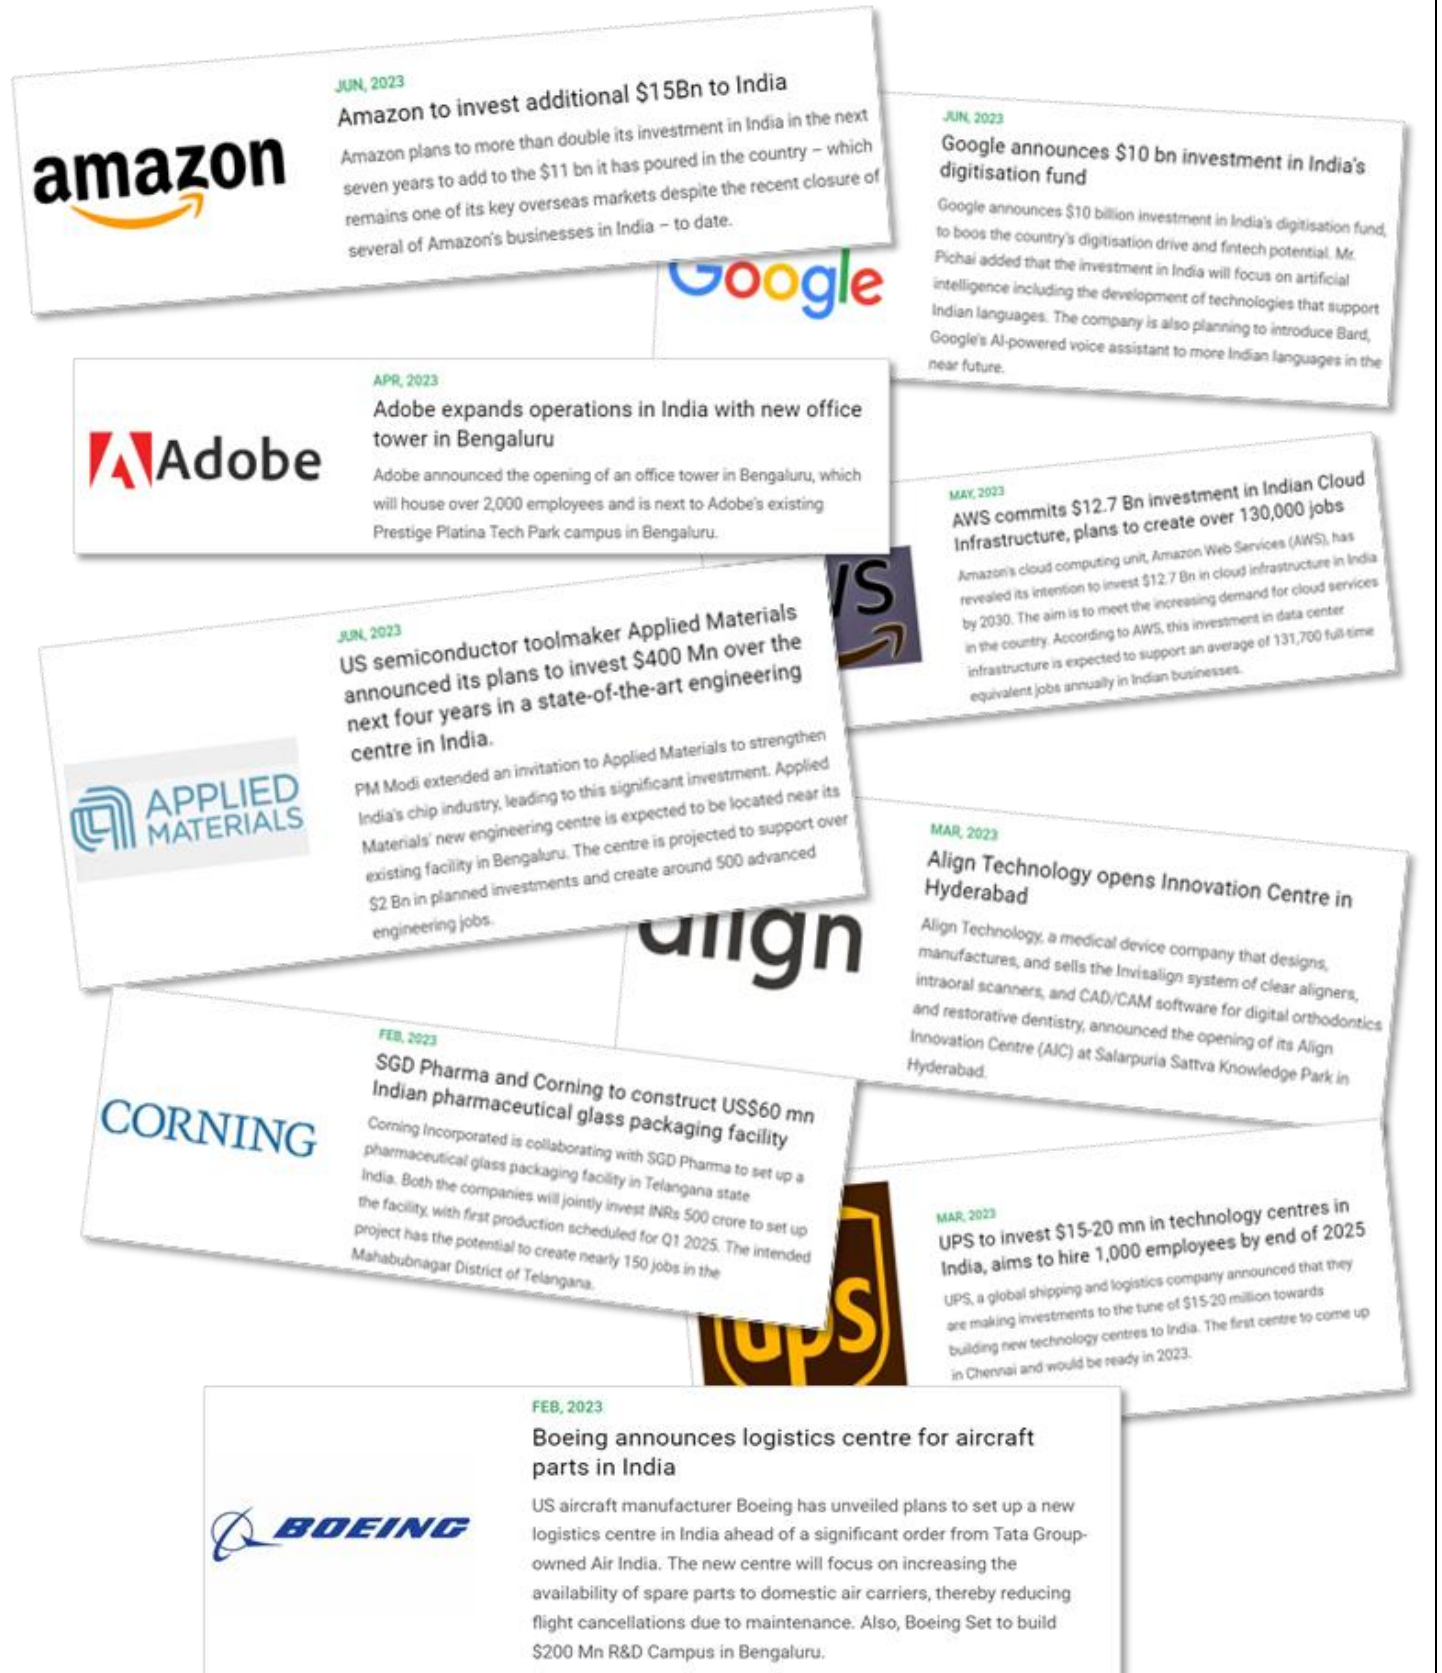 amazon
JUN, 2023
Amazon to invest additional $15Bn to India
Amazon plans to more than double its investment in India in the next
seven years to add to the $11 bn it has poured in the country – which
remains one of its key overseas markets despite the recent closure of
several of Amazon's businesses in India – to date.
Google
JUN, 2023
Google announces $10 bn investment in India's
digitisation fund
Google announces $10 billion investment in India's digitisation fund,
to boos the country's digitisation drive and fintech potential. Mr.
Pichai added that the investment in India will focus on artificial
intelligence including the development of technologies that support
Indian languages. The company is also planning to introduce Bard,
Google's AI-powered voice assistant to more Indian languages in the
near future.
Adobe
APR, 2023
Adobe expands operations in India with new office
tower in Bengaluru
Adobe announced the opening of an office tower in Bengaluru, which
will house over 2,000 employees and is next to Adobe's existing
Prestige Platina Tech Park campus in Bengaluru.
MAY, 2023
AWS commits $12.7 Bn investment in Indian Cloud
Infrastructure, plans to create over 130,000 jobs
Amazon's cloud computing unit, Amazon Web Services (AWS), has
revealed its intention to invest $12.7 Bn in cloud infrastructure in India
by 2030. The aim is to meet the increasing demand for cloud services
in the country. According to AWS, this investment in data center
infrastructure is expected to support an average of 131,700 full-time
equivalent jobs annually in Indian businesses.
APPLIED
MATERIALS
JUN, 2023
US semiconductor toolmaker Applied Materials
announced its plans to invest $400 Mn over the
next four years in a state-of-the-art engineering
centre in India.
PM Modi extended an invitation to Applied Materials to strengthen
India's chip industry, leading to this significant investment. Applied
Materials' new engineering centre is expected to be located near its
existing facility in Bengaluru. The centre is projected to support over
$2 Bn in planned investments and create around 500 advanced
engineering jobs.
align
MAR, 2023
Align Technology opens Innovation Centre in
Hyderabad
Align Technology, a medical device company that designs,
manufactures, and sells the Invisalign system of clear aligners,
intraoral scanners, and CAD/CAM software for digital orthodontics
and restorative dentistry, announced the opening of its Align
Innovation Centre (AIC) at Salarpuria Sattva Knowledge Park in
Hyderabad.
CORNING
FEB, 2023
SGD Pharma and Corning to construct US$60 mn
Indian pharmaceutical glass packaging facility
Corning Incorporated is collaborating with SGD Pharma to set up a
pharmaceutical glass packaging facility in Telangana state
India. Both the companies will jointly invest INRs 500 crore to set up
the facility, with first production scheduled for Q1 2025. The intended
project has the potential to create nearly 150 jobs in the
Mahabubnagar District of Telangana.
ups
MAR, 2023
UPS to invest $15-20 mn in technology centres in
India, aims to hire 1,000 employees by end of 2025
UPS, a global shipping and logistics company announced that they
are making investments to the tune of $15-20 million towards
building new technology centres to India. The first centre to come up
in Chennai and would be ready in 2023.
BOEING
FEB, 2023
Boeing announces logistics centre for aircraft
parts in India
US aircraft manufacturer Boeing has unveiled plans to set up a new
logistics centre in India ahead of a significant order from Tata Group-
owned Air India. The new centre will focus on increasing the
availability of spare parts to domestic air carriers, thereby reducing
flight cancellations due to maintenance. Also, Boeing Set to build
$200 Mn R&D Campus in Bengaluru.